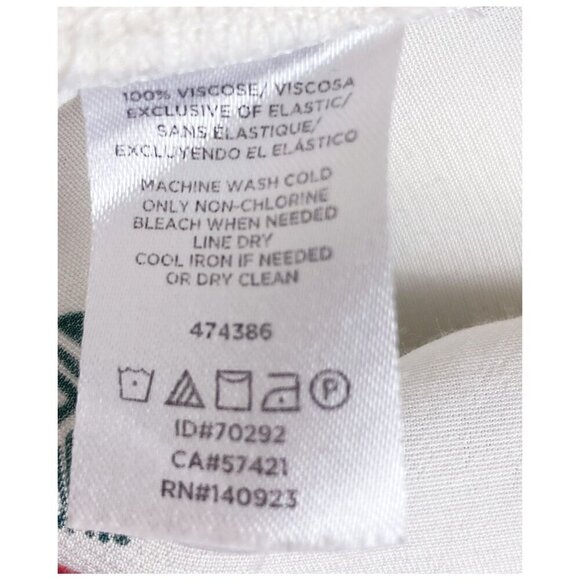 100% VISCOSE/ VISCOSA
EXCLUSIVE OF ELASTIC/
SANS ÉLASTIQUE/
EXCLUYENDO EL ELÁSTICO
MACHINE WASH COLD
ONLY NON-CHLORINE
BLEACH WHEN NEEDED
LINE DRY
COOL IRON IF NEEDED
OR DRY CLEAN
474386
P
ID#70292
CA#57421
RN#140923